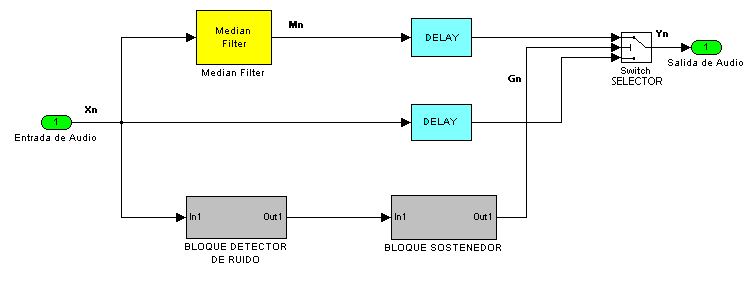 Mn
Median
Filter
Median Filter
DELAY
Yn
1
Salida de Audio
Switch
SELECTOR
Gn
Xn
1
Entrada de Audio
DELAY
In1
Out1
BLOQUE DETECTOR
DE RUIDO
In1
Out1
BLOQUE SOSTENEDOR